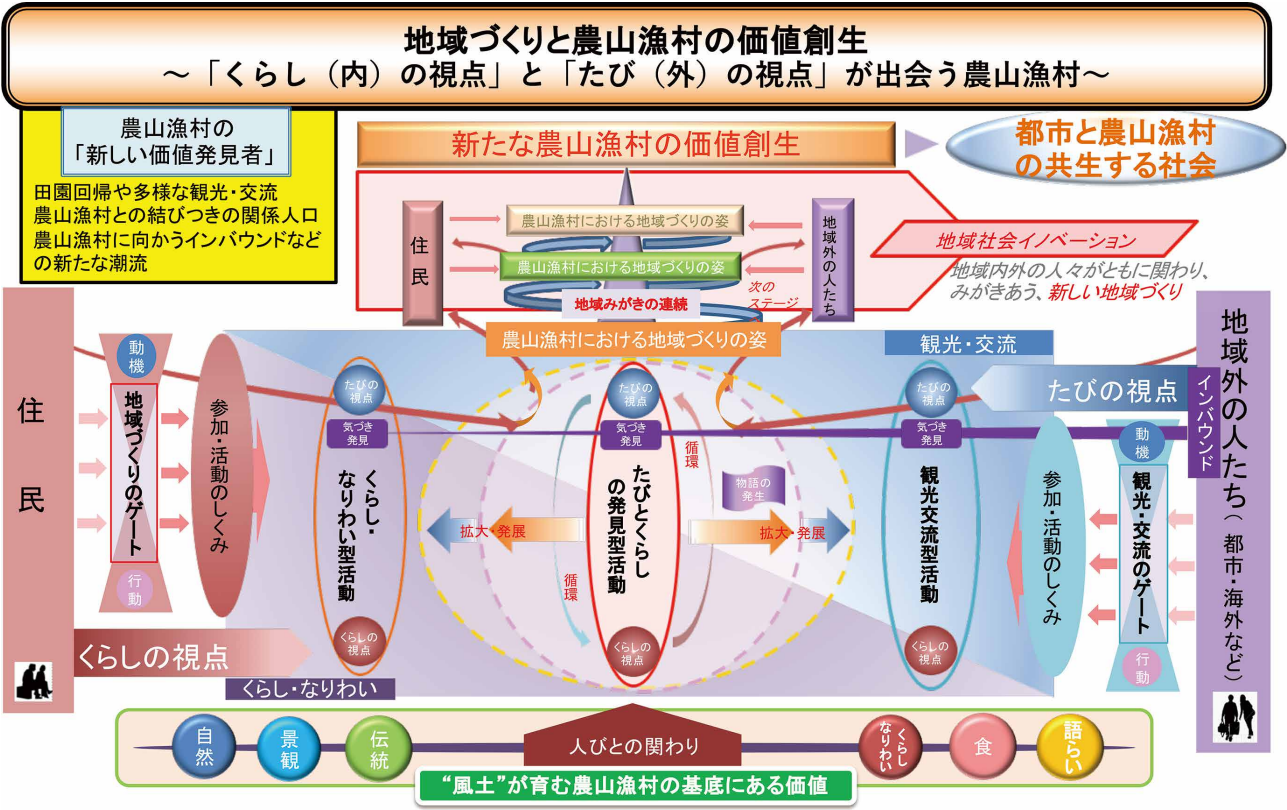 地域づくりと農山漁村の価値創生
～「くらし（内）の視点」と「たび（外）の視点」が出会う農山漁村～
農山漁村の
「新しい価値発見者」
田園回帰や多様な観光・交流
農山漁村との結びつきの関係人口
農山漁村に向かうインバウンドなど
の新たな潮流
新たな農山漁村の価値創生
都市と農山漁村
の共生する社会
住民
農山漁村における地域づくりの姿
農山漁村における地域づくりの姿
地域みがきの連続
次の
ステージ
地域外の人たち
地域社会イノベーション
地域内外の人々がともに関わり、
みがきあう、新しい地域づくり
農山漁村における地域づくりの姿
住民
動機
地域づくりのゲート
行動
参加・活動のしくみ
くらしの視点
たびの
視点
気づき
発見
くらし・
なりわい型活動
くらしの
視点
くらし・なりわい
拡大・発展
たびの
視点
気づき
発見
たびとくらし
の発見型活動
くらしの
視点
循環
循環
物語の
発生
拡大・発展
観光・交流
たびの
視点
気づき
発見
観光交流型活動
くらしの
視点
たびの視点
インバウンド
参加・活動のしくみ
動機
観光・交流のゲート
行動
地域外の人たち（都市・海外など）
自然
景観
伝統
人びとの関わり
くらし
なりわい
食
語らい
“風土”が育む農山漁村の基底にある価値